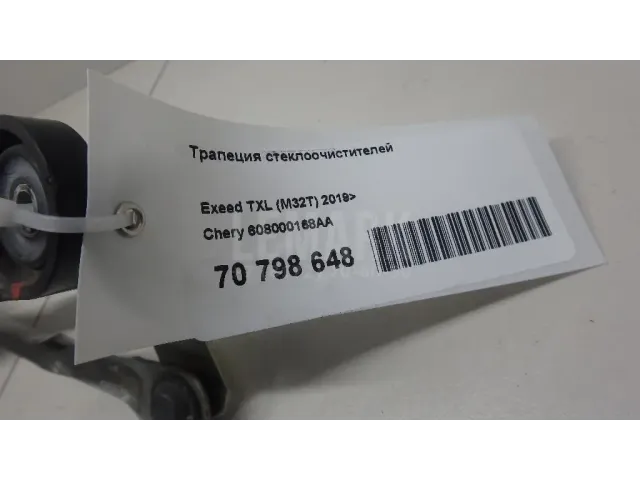 Трапеция стеклоочистителей
Exeed TXL (M32T) 2019>
Chery 608000168AA
70 798 648